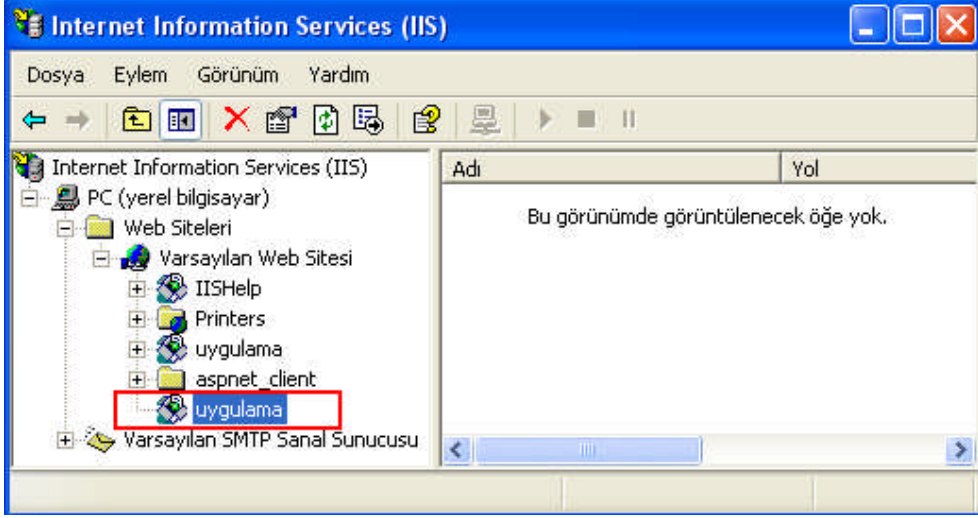 Internet Information Services (IIS)
Dosya Eylem Görünüm Yardım
Internet Information Services (IIS)
PC (yerel bilgisayar)
Web Siteleri
Varsayılan Web Sitesi
IISHelp
Printers
uygulama
aspnet_client
uygulama
Varsayılan SMTP Sanal Sunucusu
Adı Yol
Bu görünümde görüntülenecek öğe yok.